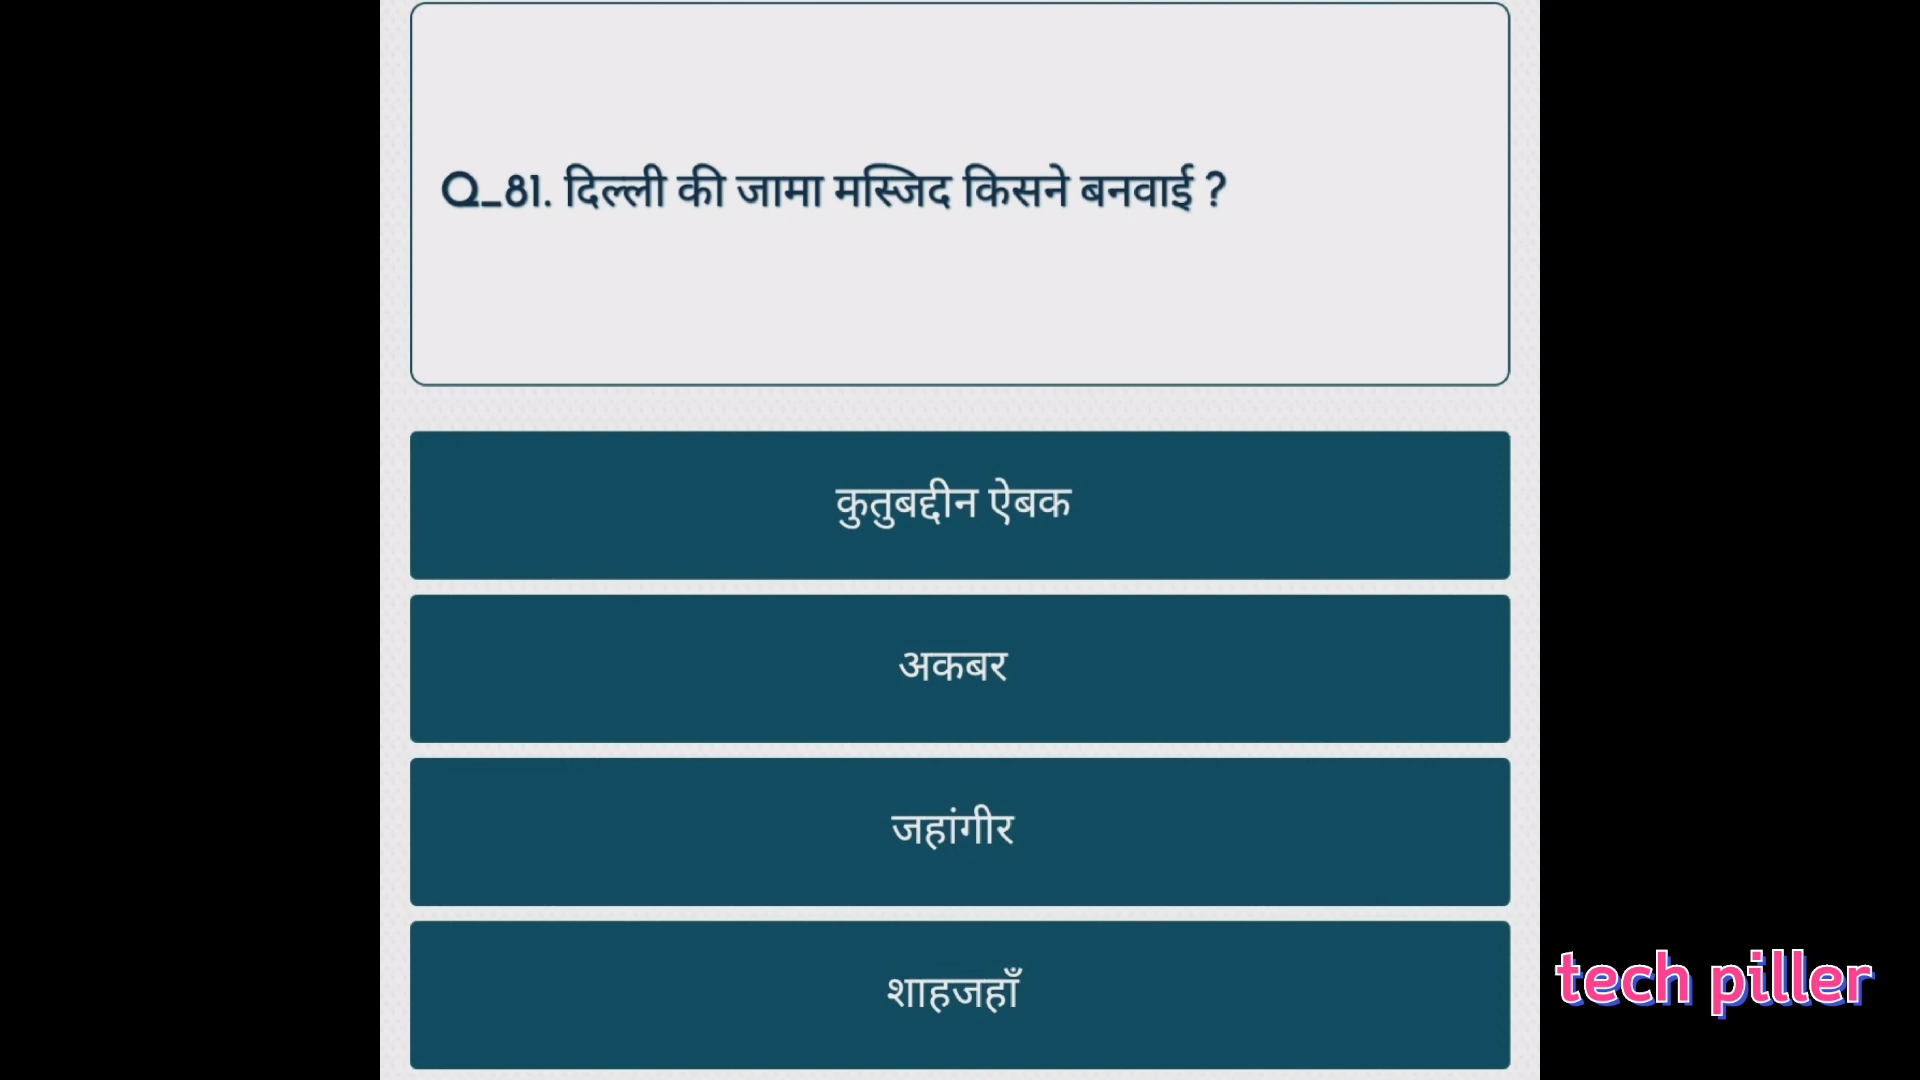 Q_81. दिल्ली की जामा मस्जिद किसने बनवाई ?
कुतुबद्दीन ऐबक
अकबर
जहांगीर
शाहजहाँ
tech piller